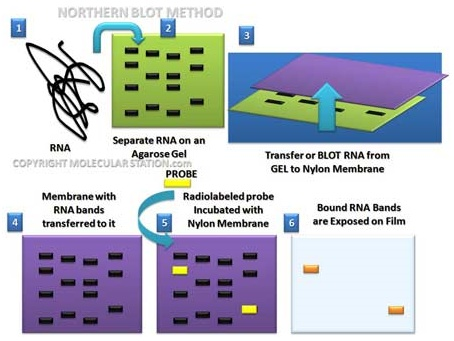 NORTHERN BLOT METHOD
1
2
3
RNA
Separate RNA on an
Agarose Gel
Transfer or BLOT RNA from
GEL to Nylon Membrane
COPYRIGHT MOLECULAR STATION.com
PROBE
Membrane with
RNA bands
transferred to it
Radiolabeled probe
Incubated with
Nylon Membrane
Bound RNA Bands
are Exposed on Film
4
5
6